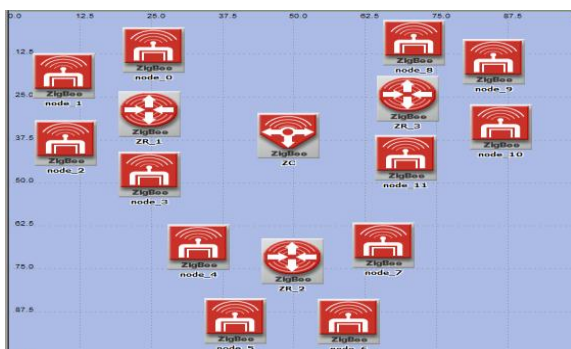 0.0 12.5 25.0 37.5 50.0 62.5 75.0 87.5
12.5
25.0
37.5
50.0
62.5
75.0
87.5
ZigBee
node_0
ZigBee
node_8
ZigBee
node_9
ZigBee
node_1
ZigBee
ZR_1
ZigBee
ZR_3
ZigBee
ZC
ZigBee
node_10
ZigBee
node_2
ZigBee
node_3
ZigBee
node_11
ZigBee
node_4
ZigBee
ZR_2
ZigBee
node_7
ZigBee
node_5
ZigBee
node_6